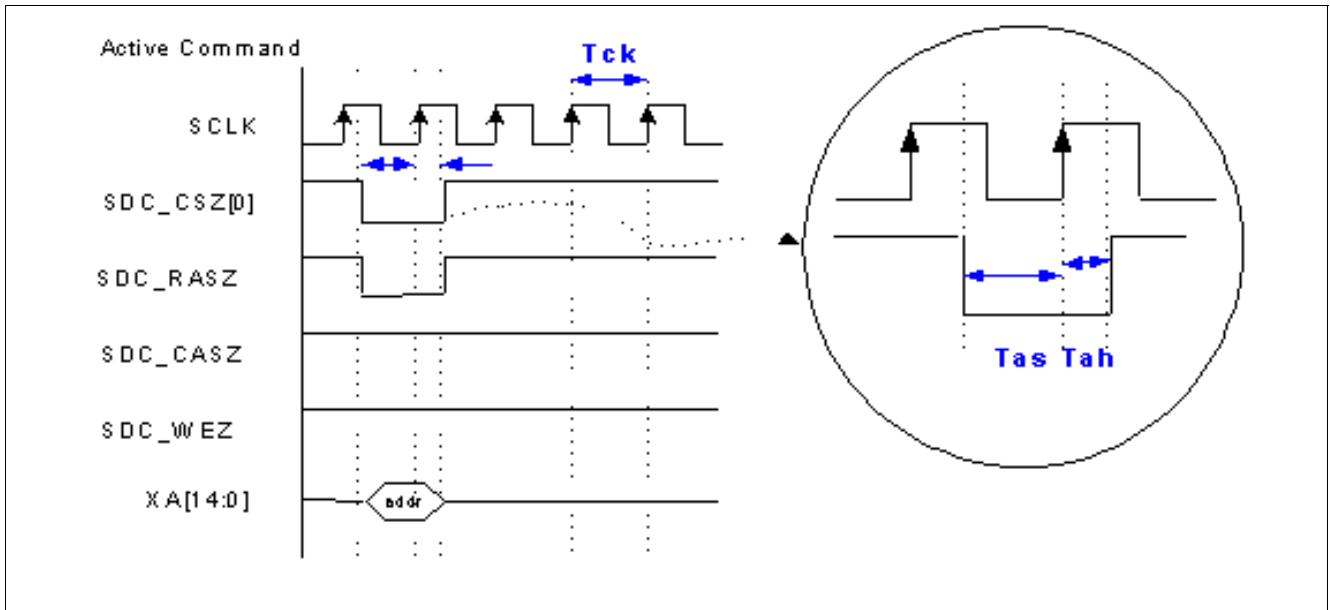 Active Command
Tck
SCLK
SDC_CSZ[0]
SDC_RASZ
SDC_CASZ
SDC_WEZ
XA[14:0]
addr
Tas Tah